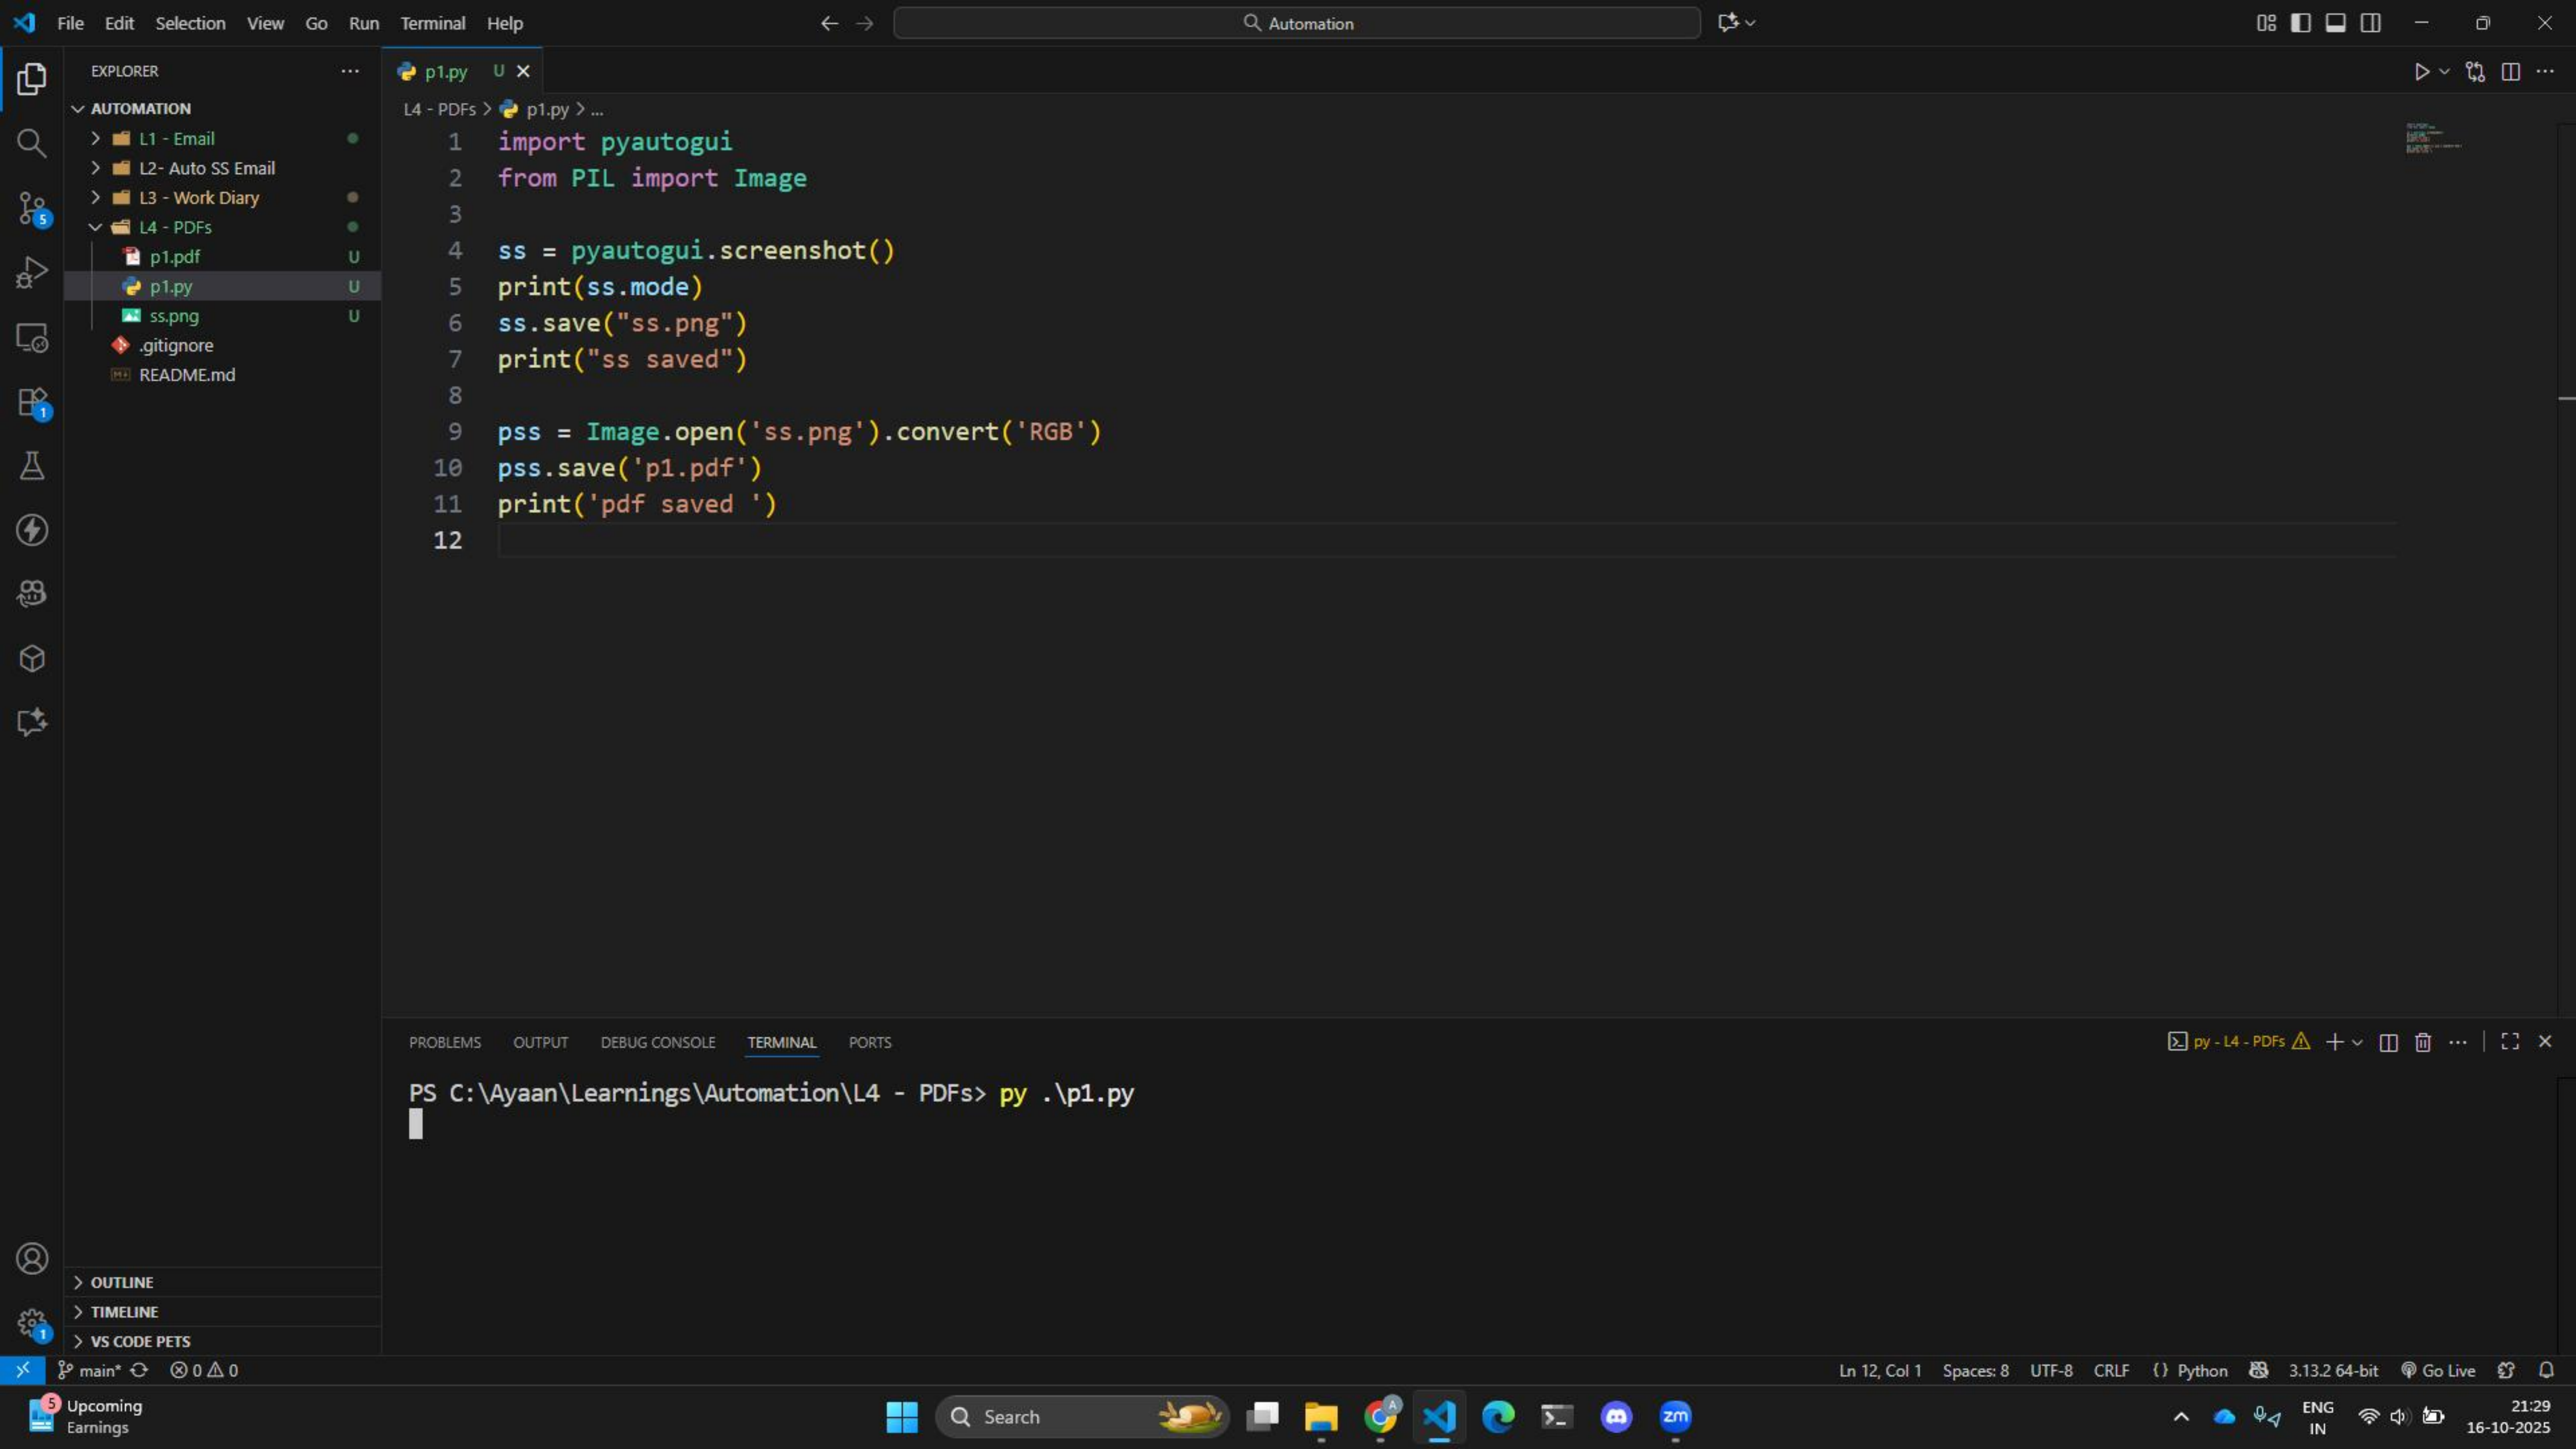 File Edit Selection View Go Run Terminal Help
Automation
EXPLORER
AUTOMATION
L1 - Email
L2- Auto SS Email
L3 - Work Diary
L4 - PDFs
p1.pdf U
p1.py U
ss.png U
.gitignore
README.md
OUTLINE
TIMELINE
VS CODE PETS
5
1
1
p1.py U
L4 - PDFs > p1.py > ...
1 import pyautogui
2 from PIL import Image
3
4 ss = pyautogui.screenshot()
5 print(ss.mode)
6 ss.save("ss.png")
7 print("ss saved")
8
9 pss = Image.open('ss.png').convert('RGB')
10 pss.save('p1.pdf')
11 print('pdf saved ')
12
PROBLEMS OUTPUT DEBUG CONSOLE TERMINAL PORTS
py - L4 - PDFs
PS C:\Ayaan\Learnings\Automation\L4 - PDFs> py .\p1.py
main* 0 0
Ln 12, Col 1 Spaces: 8 UTF-8 CRLF {} Python 3.13.2 64-bit Go Live
5 Upcoming
Earnings
Search
A
zm
ENG
IN
21:29
16-10-2025